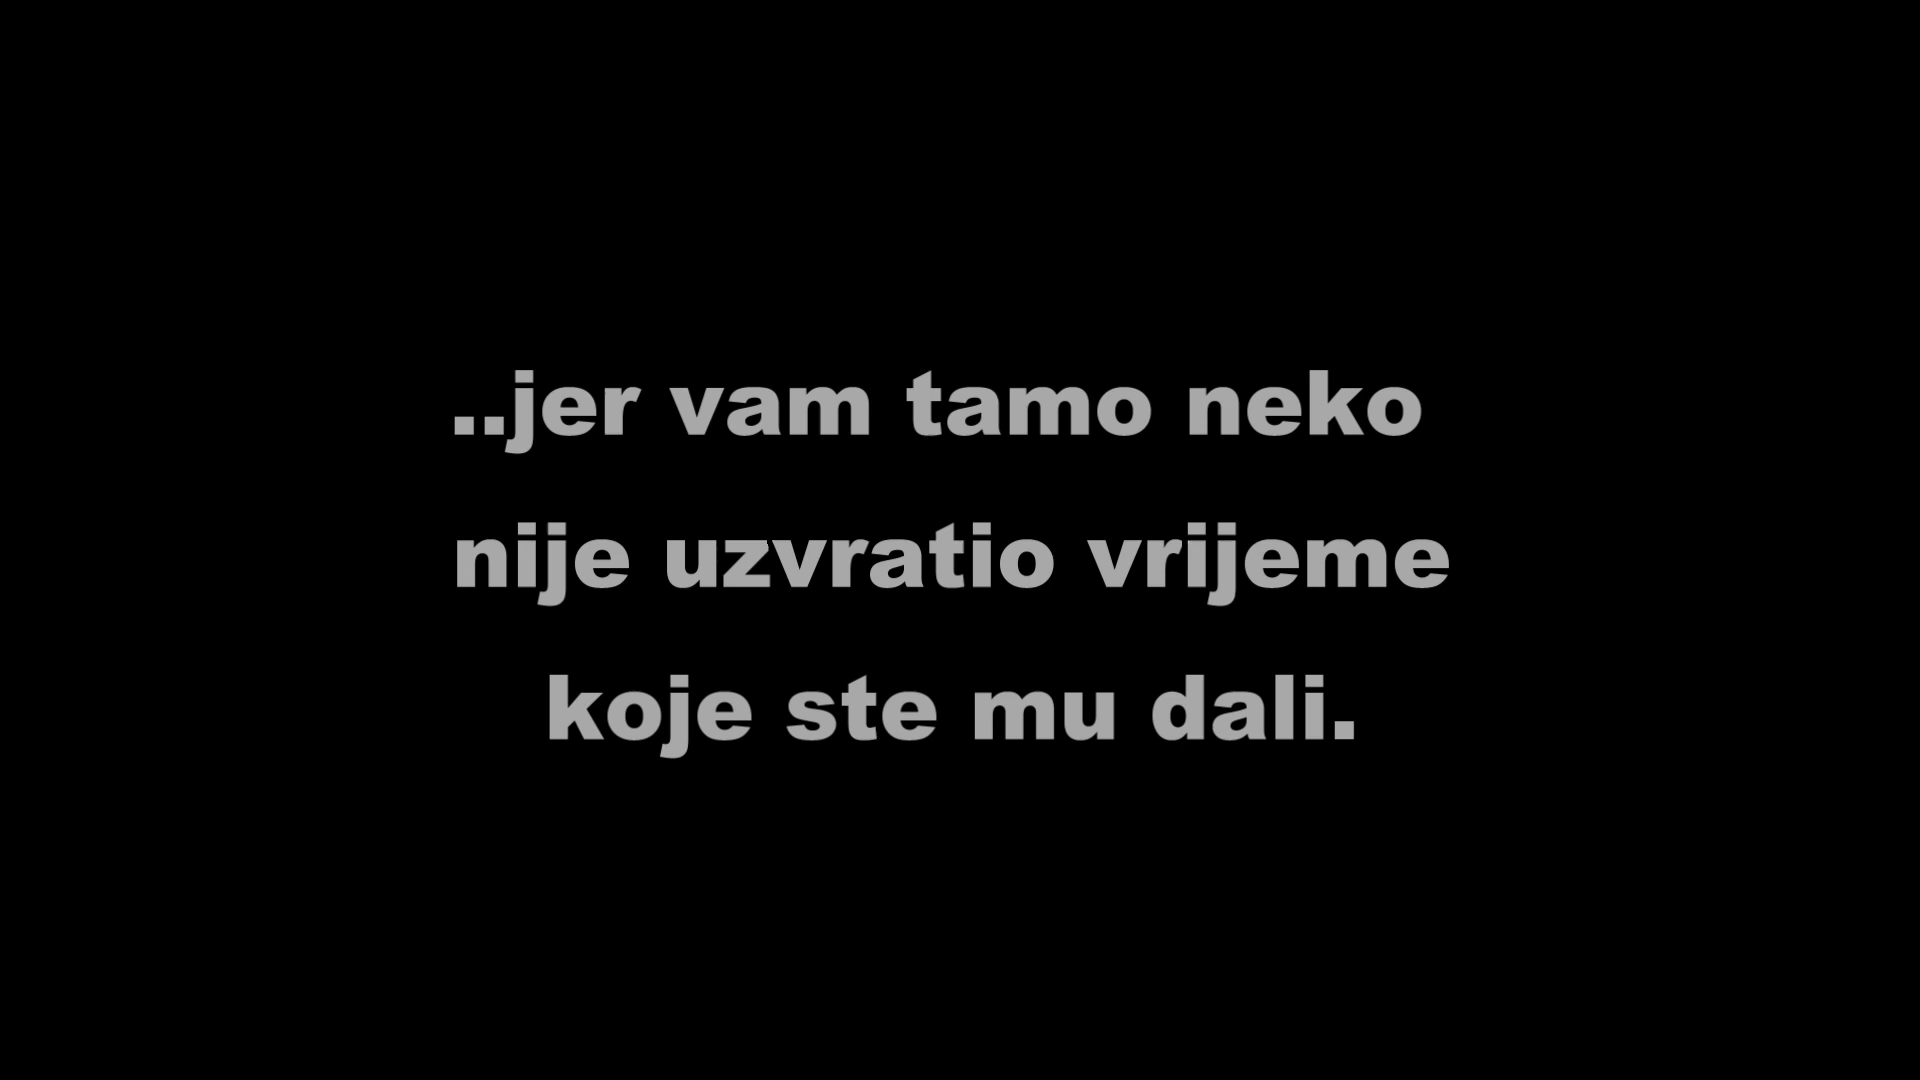 ..jer vam tamo neko
nije uzvratio vrijeme
koje ste mu dali.